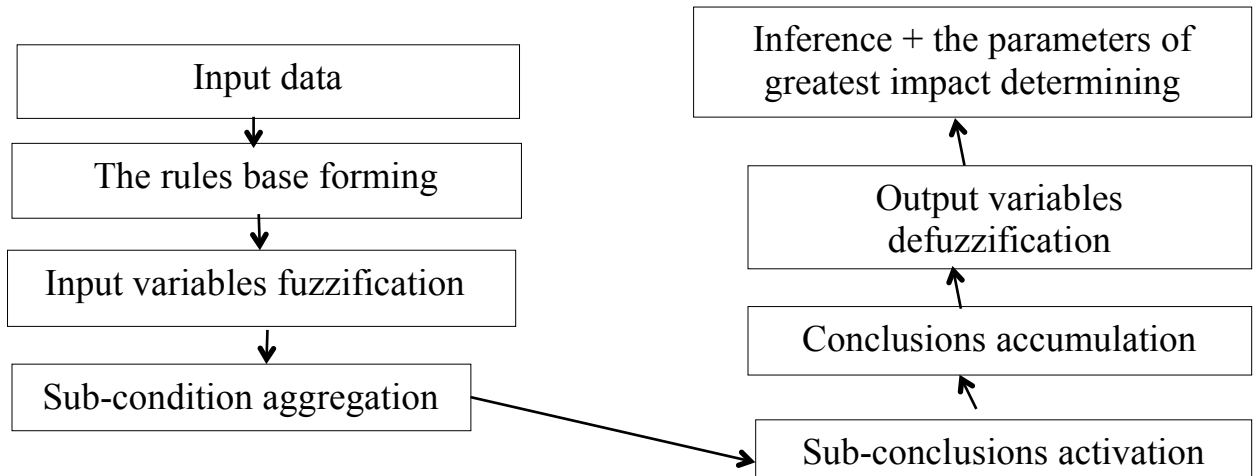 Input data
The rules base forming
Input variables fuzzification
Sub-condition aggregation
Sub-conclusions activation
Conclusions accumulation
Output variables
defuzzification
Inference + the parameters of
greatest impact determining